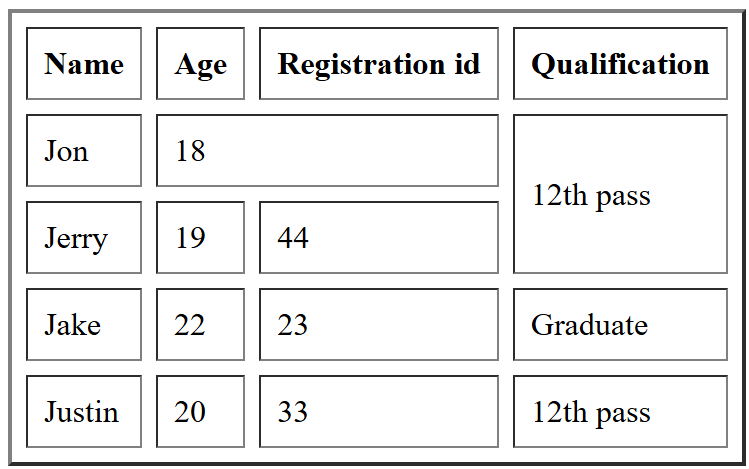 Name Age Registration id Qualification
Jon 18
12th pass
Jerry 19 44
Jake 22 23 Graduate
Justin 20 33 12th pass